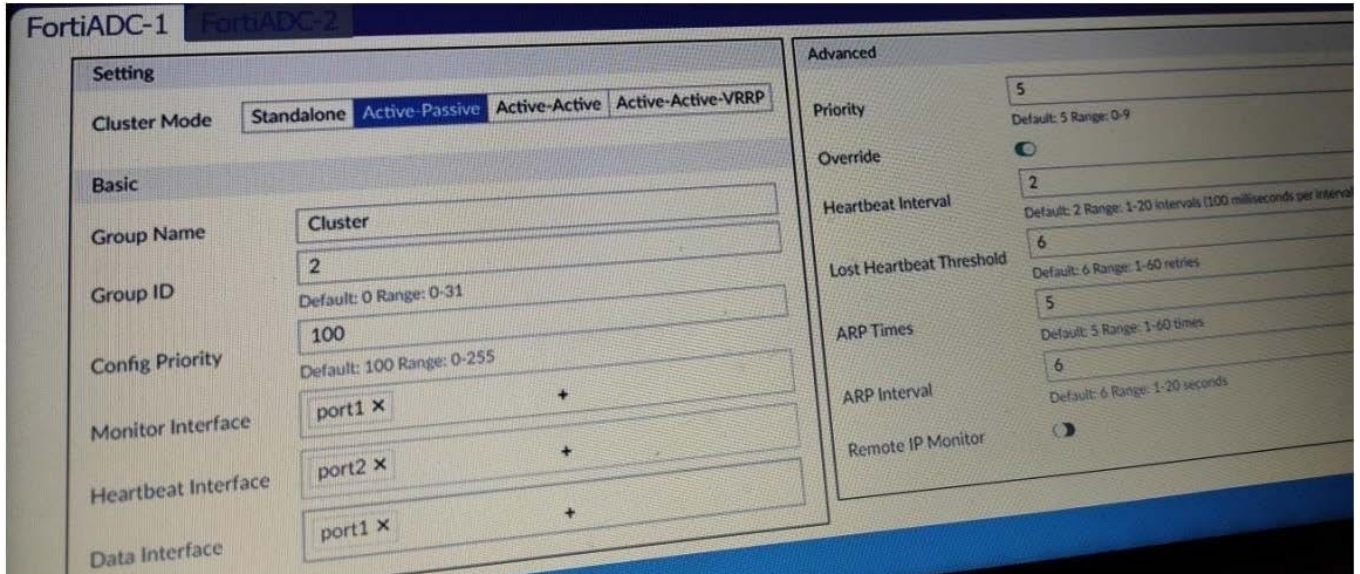 FortiADC-1 FortiADC-2
Setting
Cluster Mode Standalone Active-Passive Active-Active Active-Active-VRRP
Basic
Group Name Cluster
Group ID 2
Default: 0 Range: 0-31
Config Priority 100
Default: 100 Range: 0-255
Monitor Interface port1 × +
Heartbeat Interface port2 × +
Data Interface port1 × +
Advanced
Priority 5
Default: 5 Range: 0-9
Override
Heartbeat Interval 2
Default: 2 Range: 1-20 intervals (100 milliseconds per interval
Lost Heartbeat Threshold 6
Default: 6 Range: 1-60 retries
ARP Times 5
Default: 5 Range: 1-60 times
ARP Interval 6
Default: 6 Range: 1-20 seconds
Remote IP Monitor